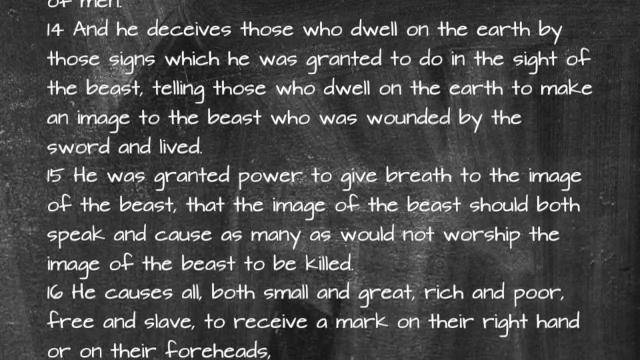 of men.
14 And he deceives those who dwell on the earth by
those signs which he was granted to do in the sight of
the beast, telling those who dwell on the earth to make
an image to the beast who was wounded by the
sword and lived.
15 He was granted power to give breath to the image
of the beast, that the image of the beast should both
speak and cause as many as would not worship the
image of the beast to be killed.
16 He causes all, both small and great, rich and poor,
free and slave, to receive a mark on their right hand
or on their foreheads,